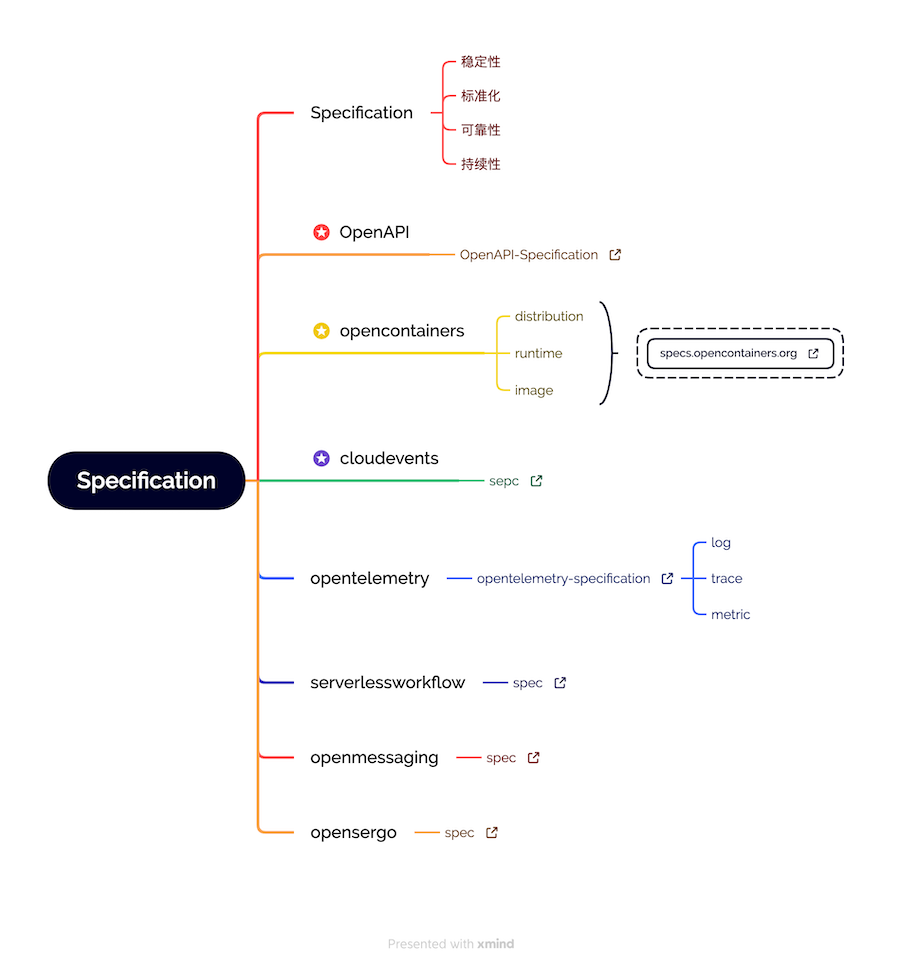 稳定性
标准化
Specification
可靠性
持续性
OpenAPI
OpenAPI-Specification
opencontainers
distribution
runtime
image
specs.opencontainers.org
cloudevents
Specification
sepc
opentelemetry
opentelemetry-specification
log
trace
metric
serverlessworkflow
spec
openmessaging
spec
opensergo
spec
Presented with xmind